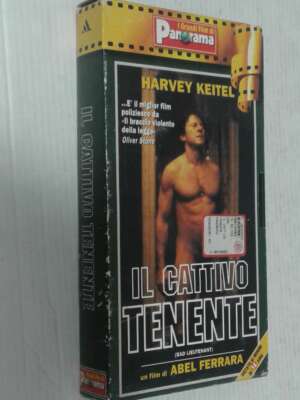 I Grandi Film di
Panorama
HARVEY KEITEL
...E' il miglior film
poliziesco da
«Il braccio violento
della legge»
Oliver Stone
IL CATTIVO
TENENTE
(BAD LIEUTENANT)
un film di ABEL FERRARA
IL CATTIVO TENENTE